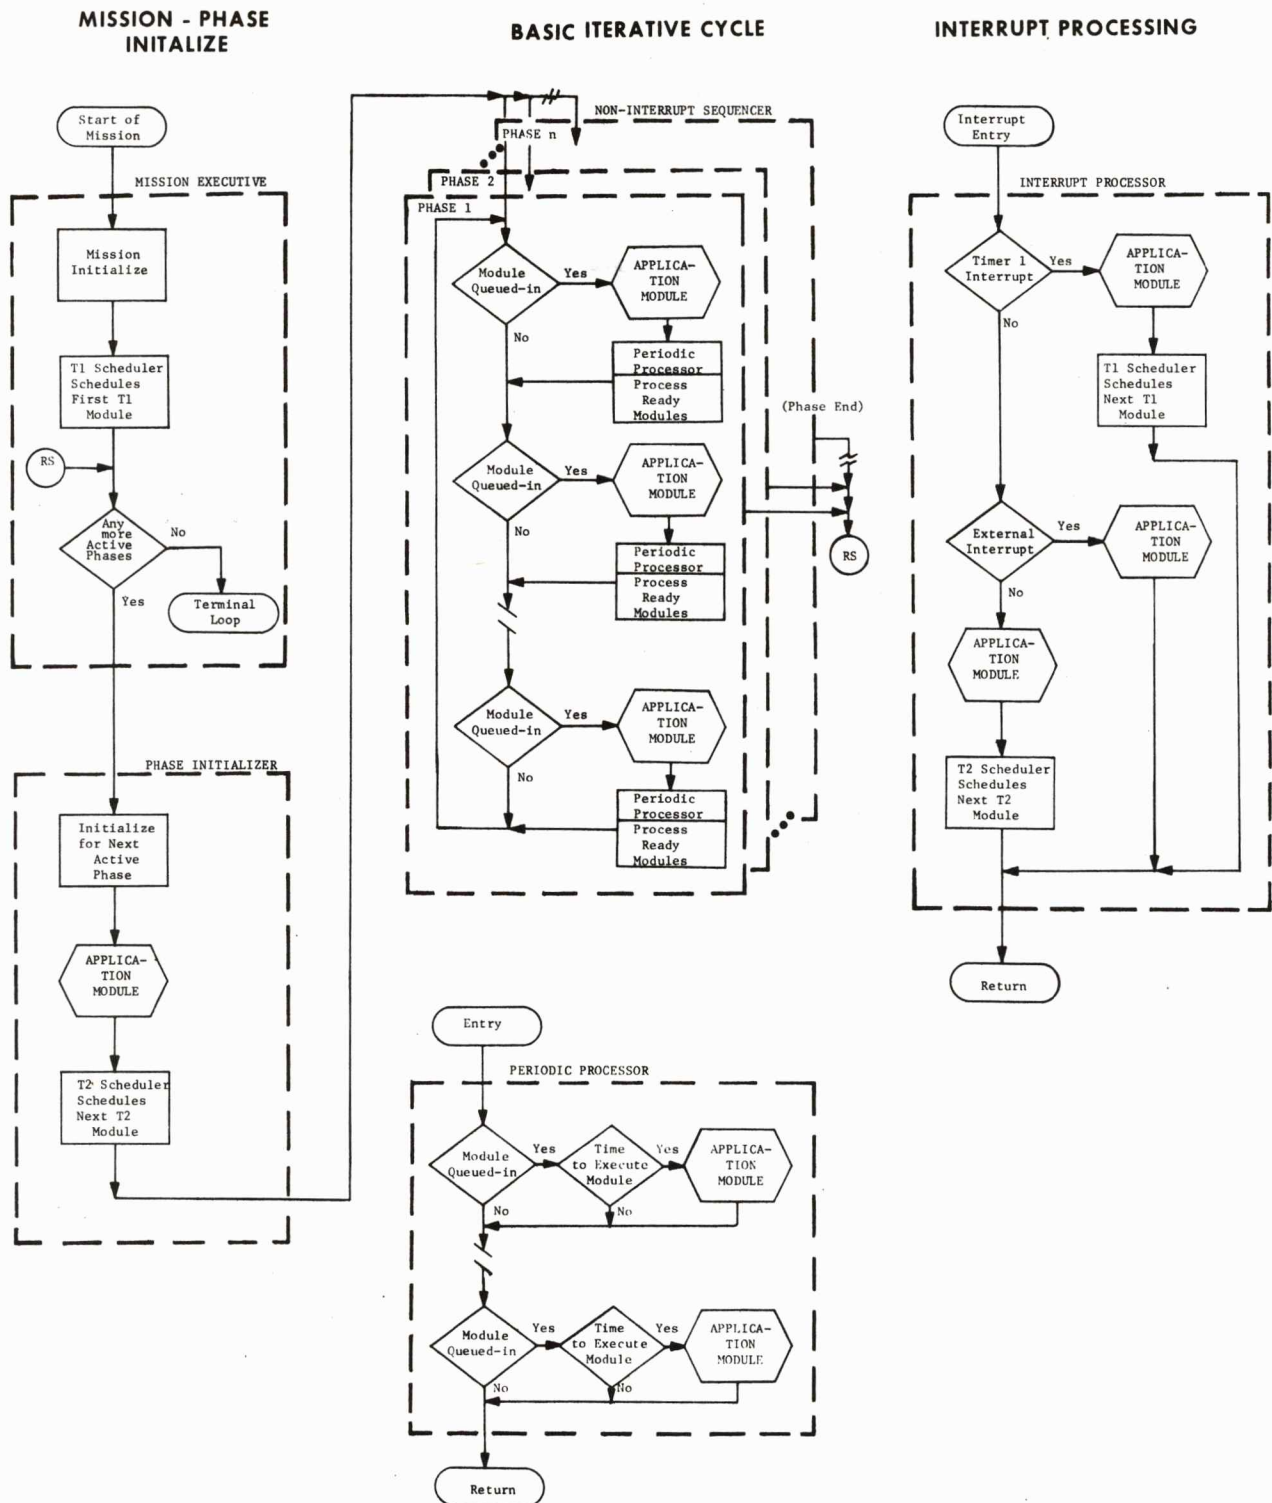 MISSION - PHASE
INITALIZE
Start of
Mission
MISSION EXECUTIVE
Mission
Initialize
T1 Scheduler
Schedules
First T1
Module
RS
Any
more
Active
Phases
No
Yes
Terminal
Loop
PHASE INITIALIZER
Initialize
for Next
Active
Phase
APPLICA-
TION
MODULE
T2 Scheduler
Schedules
Next T2
Module
BASIC ITERATIVE CYCLE
NON-INTERRUPT SEQUENCER
PHASE n
PHASE 2
PHASE 1
Module
Queued-in
Yes
APPLICA-
TION
MODULE
No
Periodic
Processor
Process
Ready
Modules
Module
Queued-in
Yes
APPLICA-
TION
MODULE
No
Periodic
Processor
Process
Ready
Modules
Module
Queued-in
Yes
APPLICA-
TION
MODULE
No
Periodic
Processor
Process
Ready
Modules
(Phase End)
RS
INTERRUPT PROCESSING
Interrupt
Entry
INTERRUPT PROCESSOR
Timer 1
Interrupt
Yes
APPLICA-
TION
MODULE
No
T1 Scheduler
Schedules
Next T1
Module
External
Interrupt
Yes
APPLICA-
TION
MODULE
No
APPLICA-
TION
MODULE
T2 Scheduler
Schedules
Next T2
Module
Return
Entry
PERIODIC PROCESSOR
Module
Queued-in
Yes
Time
to Execute
Module
Yes
APPLICA-
TION
MODULE
No
No
Module
Queued-in
Yes
Time
to Execute
Module
Yes
APPLICA-
TION
MODULE
No
No
Return